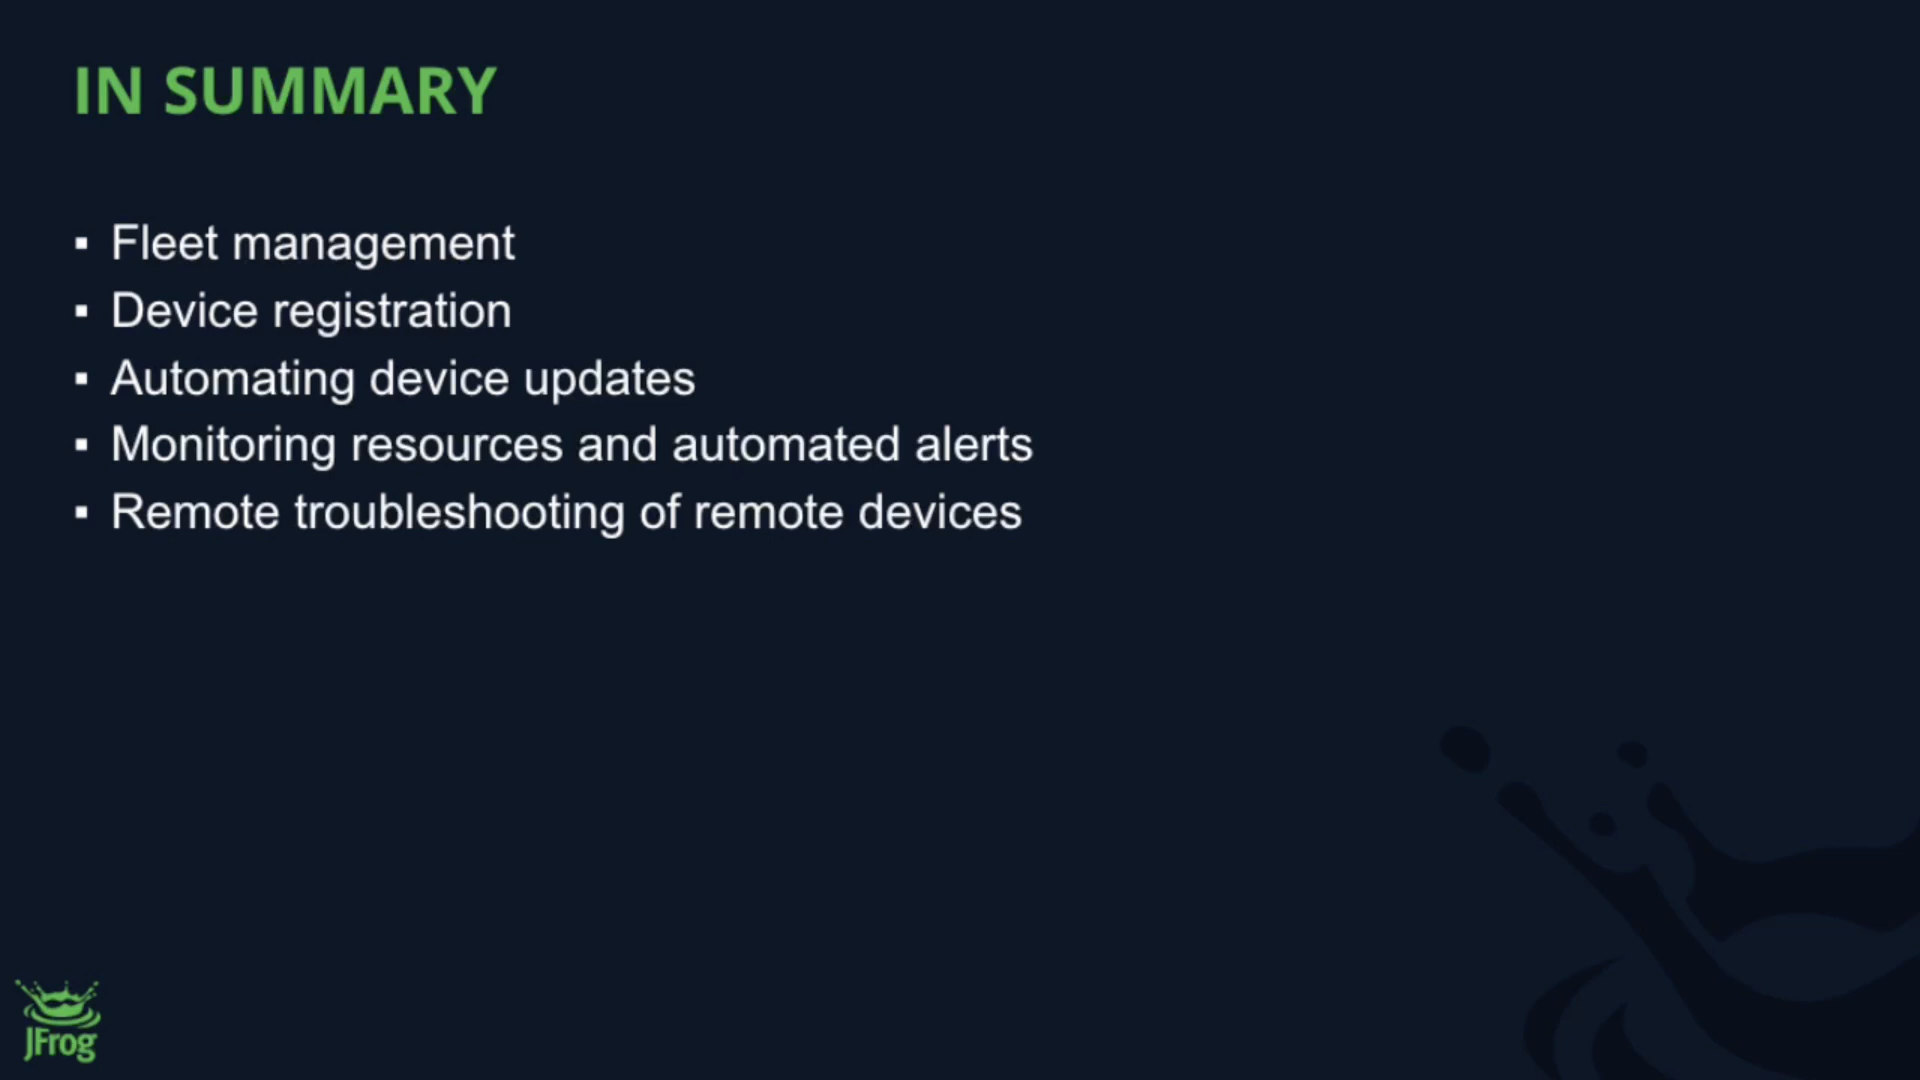 IN SUMMARY
▪ Fleet management
▪ Device registration
▪ Automating device updates
▪ Monitoring resources and automated alerts
▪ Remote troubleshooting of remote devices
JFrog